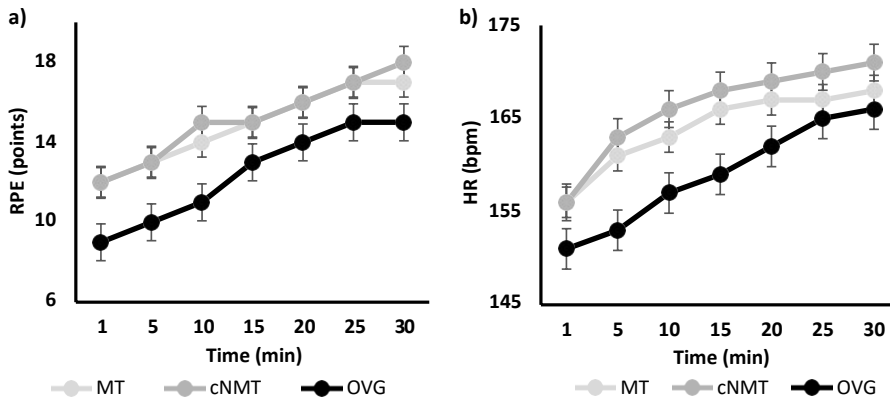 a)
RPE (points)
18
14
10
6
1 5 10 15 20 25 30
Time (min)
MT cNMT OVG
b)
HR (bpm)
175
165
155
145
1 5 10 15 20 25 30
Time (min)
MT cNMT OVG